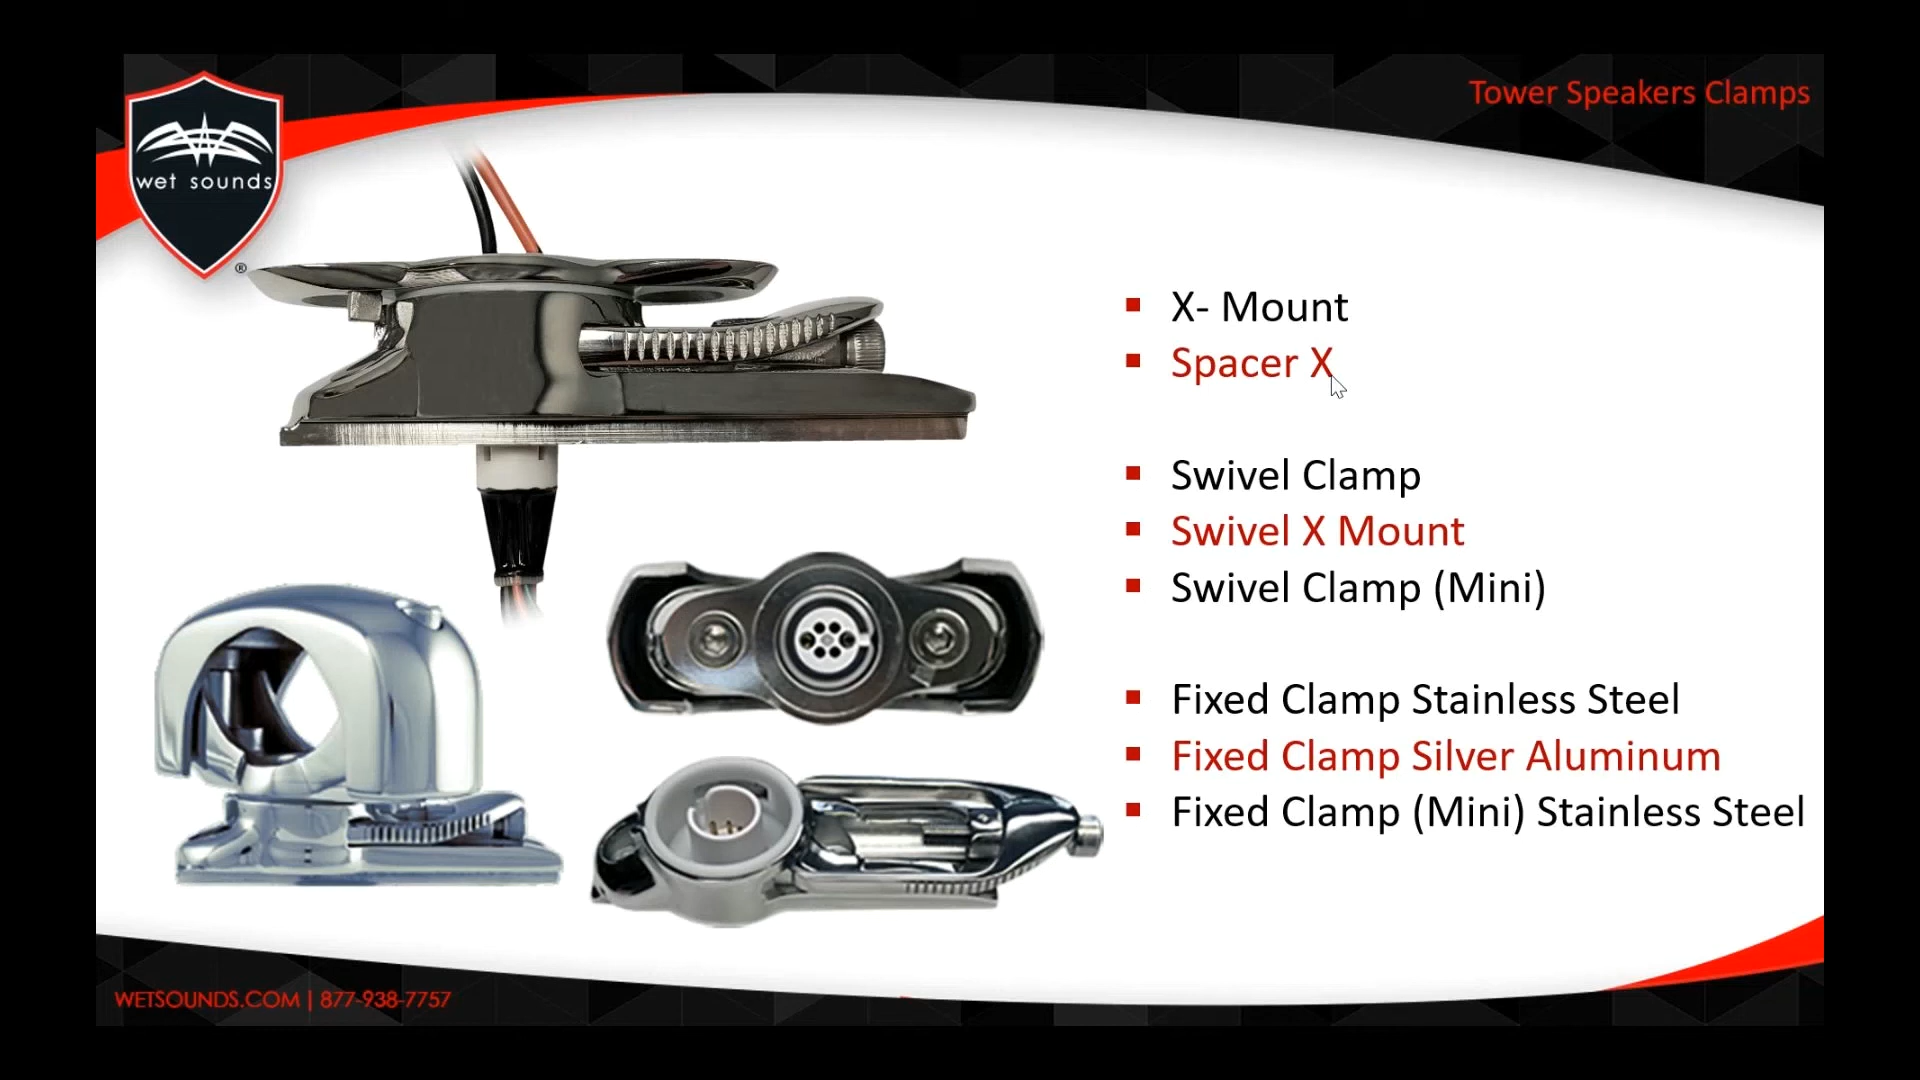 Tower Speakers Clamps
wet sounds
®
X- Mount
Spacer X
Swivel Clamp
Swivel X Mount
Swivel Clamp (Mini)
Fixed Clamp Stainless Steel
Fixed Clamp Silver Aluminum
Fixed Clamp (Mini) Stainless Steel
WETSOUNDS.COM | 877-938-7757